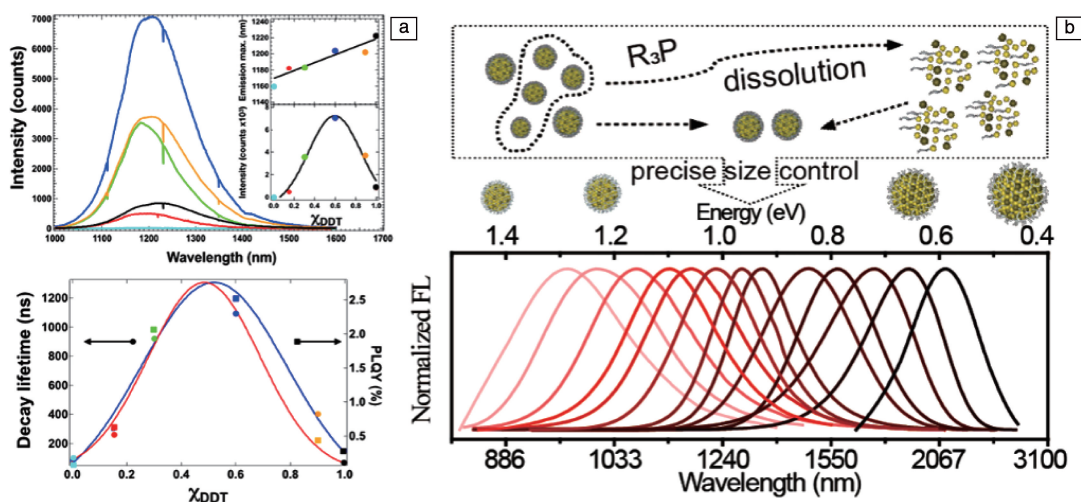 a
7000
6000
5000
4000
3000
2000
1000
0
Intensity (counts)
1000 1100 1200 1300 1400 1500 1600 1700
Wavelength (nm)
Emission max. (nm)
1220
1200
1180
1160
1140
Intensity (counts x10³)
6
4
2
0
0.0 0.2 0.4 0.6 0.8 1.0
χDDT
Decay lifetime (ns)
1200
1000
800
600
400
200
2.5
2.0
1.5
1.0
0.5
PLQY (%)
0.0 0.2 0.4 0.6 0.8 1.0
χDDT
b
R₃P
dissolution
precise size control
Energy (eV)
1.4 1.2 1.0 0.8 0.6 0.4
Normalized FL
886 1033 1240 1550 2067 3100
Wavelength (nm)